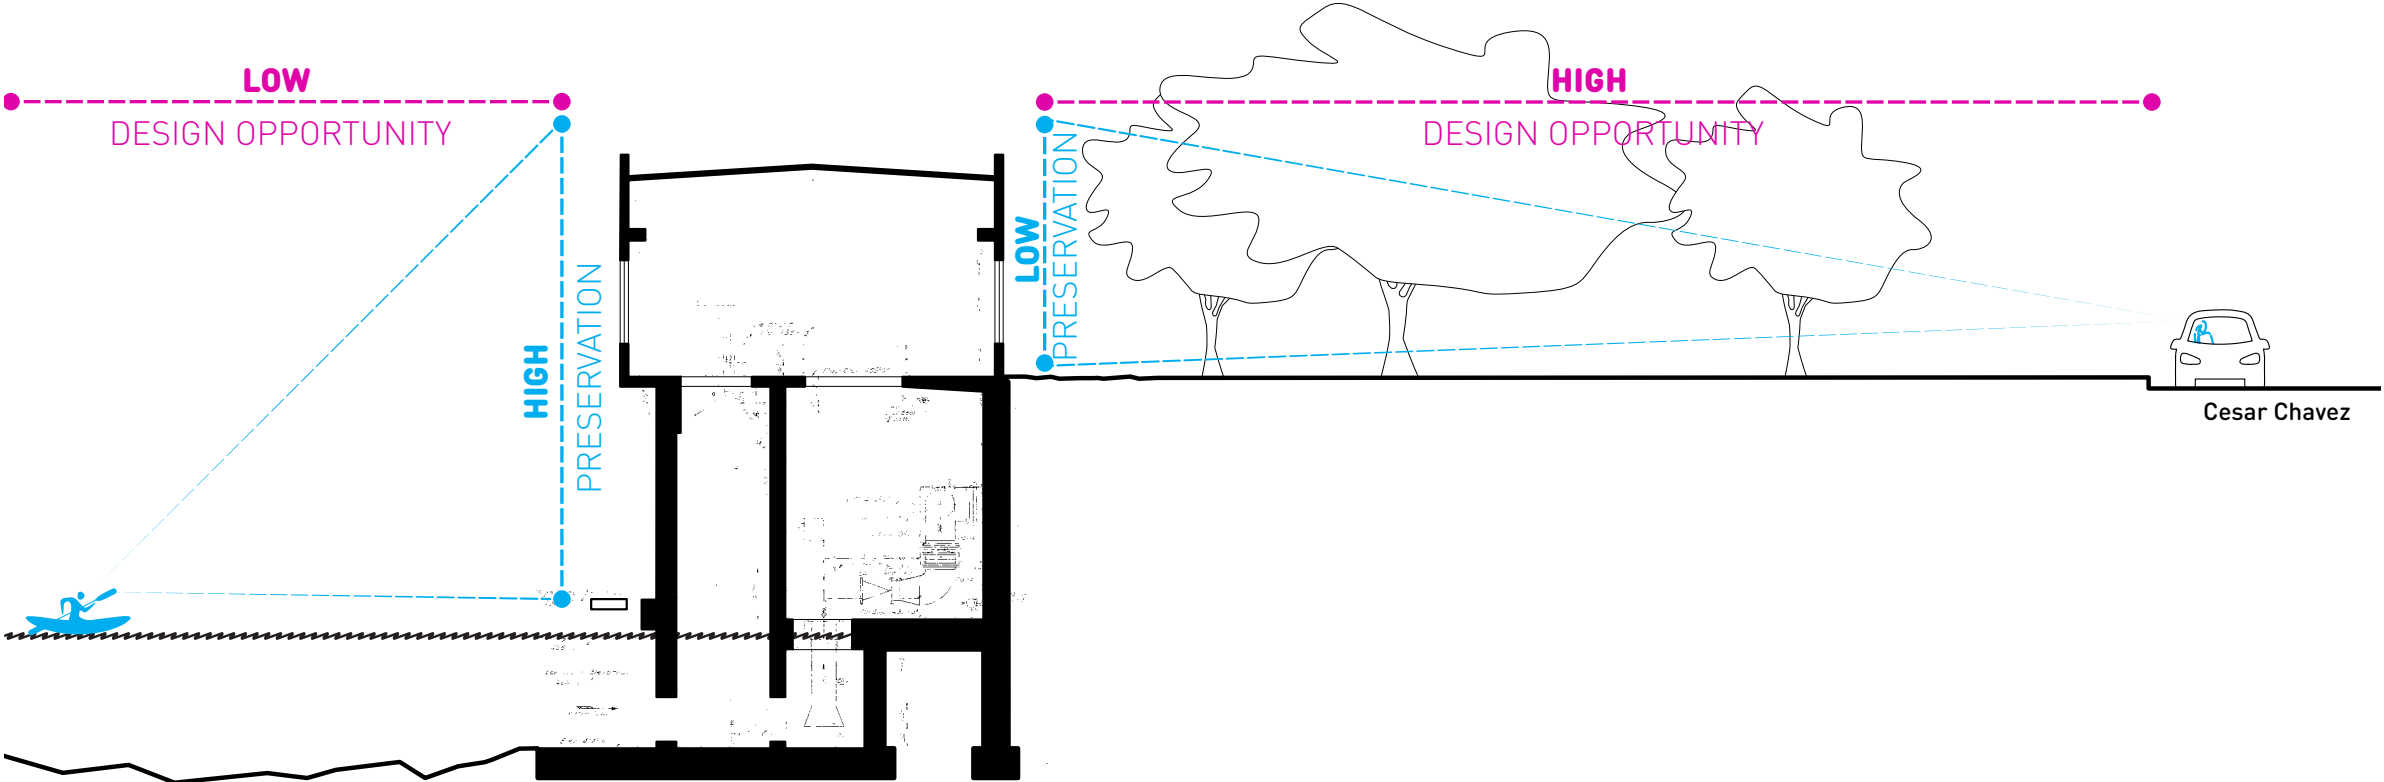 LOW
DESIGN OPPORTUNITY
HIGH
PRESERVATION
HIGH
DESIGN OPPORTUNITY
LOW
PRESERVATION
Cesar Chavez